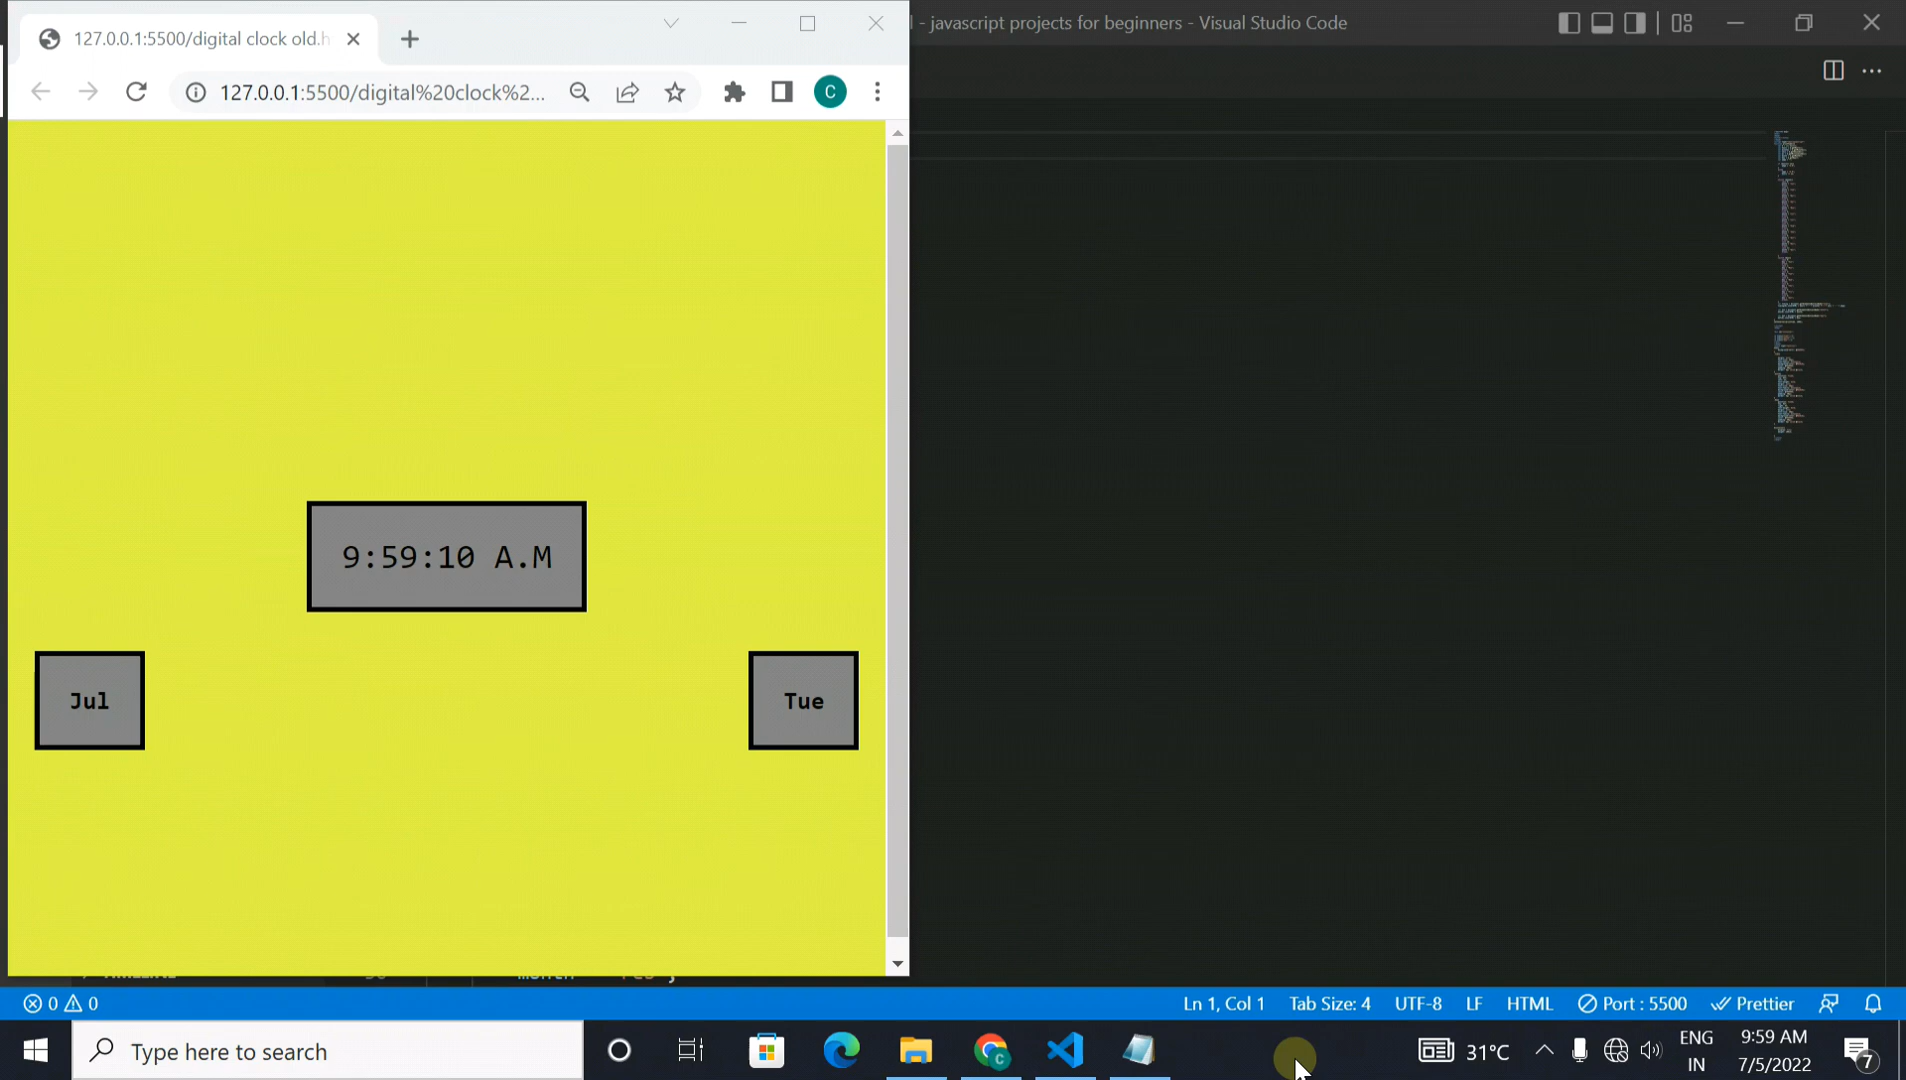 127.0.0.1:5500/digital clock old.h
l - javascript projects for beginners - Visual Studio Code
127.0.0.1:5500/digital%20clock%2...
C
9:59:10 A.M
Jul
Tue
0 0
Ln 1, Col 1
Tab Size: 4
UTF-8
LF
HTML
Port : 5500
Prettier
Type here to search
C
31°C
ENG
IN
9:59 AM
7/5/2022
7